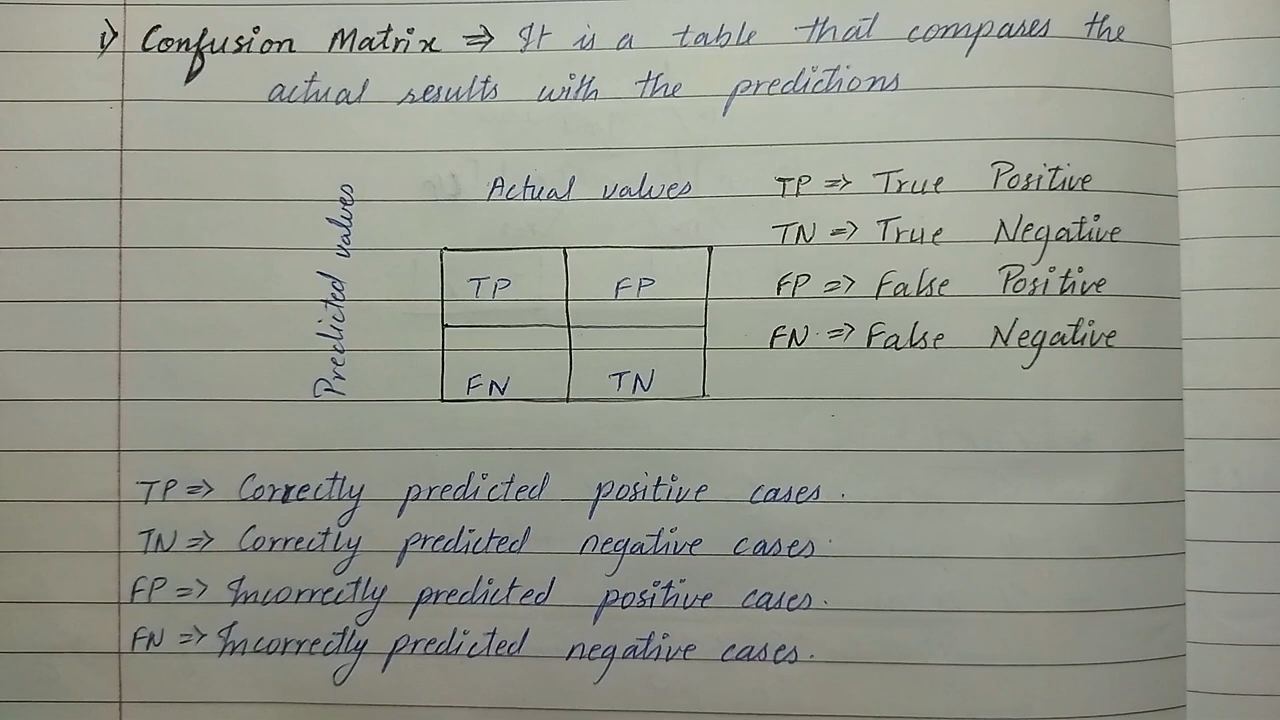 i) Confusion Matrix => It is a table that compares the
actual results with the predictions
Actual values
Predicted values
TP FP
FN TN
TP => True Positive
TN => True Negative
FP => False Positive
FN => False Negative
TP => Correctly predicted positive cases.
TN => Correctly predicted negative cases.
FP => Incorrectly predicted positive cases.
FN => Incorrectly predicted negative cases.